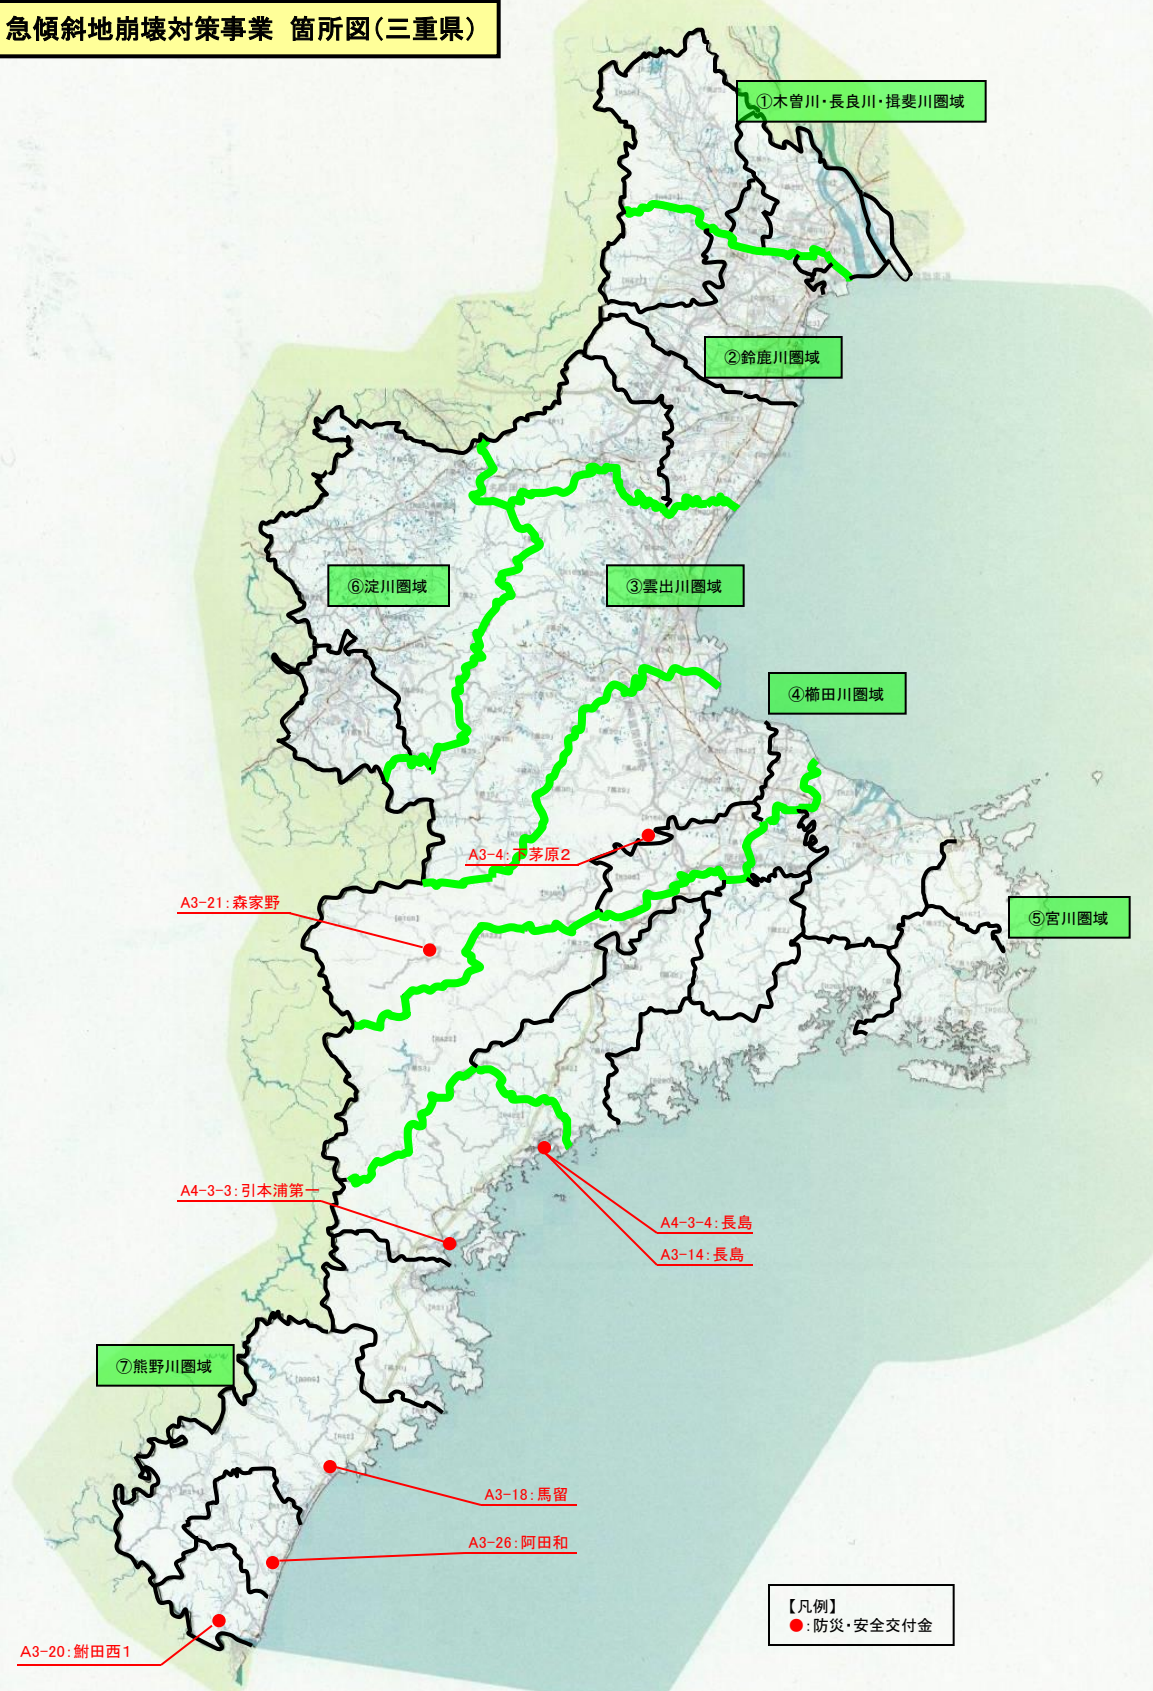 急傾斜地崩壊対策事業 箇所図(三重県)
①木曽川・長良川・揖斐川圏域
②鈴鹿川圏域
⑥淀川圏域
③雲出川圏域
④櫛田川圏域
A3-4:下茅原2
A3-21:森家野
⑤宮川圏域
A4-3-3:引本浦第一
A4-3-4:長島
A3-14:長島
⑦熊野川圏域
A3-18:馬留
A3-26:阿田和
【凡例】
●:防災・安全交付金
A3-20:鮒田西1